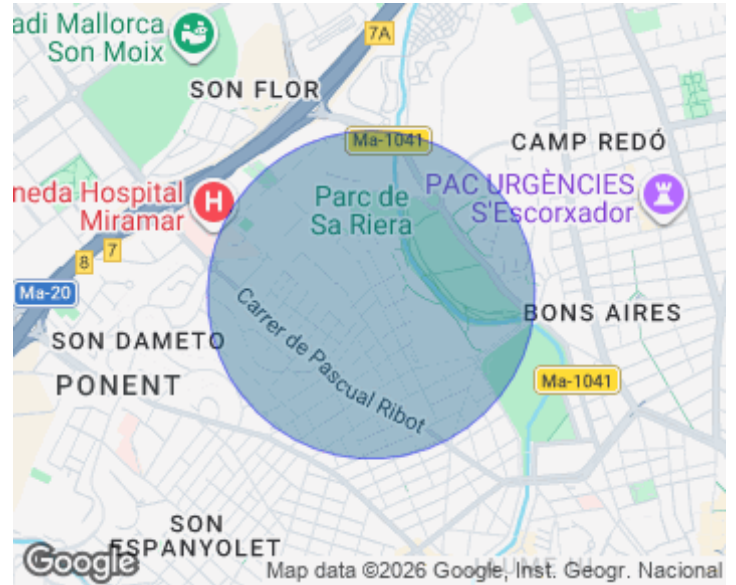 adi Mallorca
Son Moix
7A
SON FLOR
Ma-1041
CAMP REDÓ
neda Hospital
Miramar
H
Parc de
Sa Riera
PAC URGÈNCIES
S'Escorxador
8
7
Ma-20
Carrer de Pascual Ribot
BONS AIRES
SON DAMETO
PONENT
Ma-1041
SON
ESPANYOLET
Google
Map data ©2026 Google, Inst. Geogr. Nacional